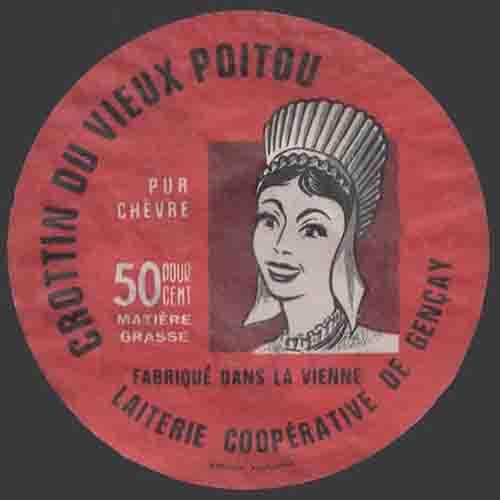 CROTTIN DU VIEUX POITOU
PUR
CHÈVRE
50 POUR CENT
MATIÈRE
GRASSE
FABRIQUÉ DANS LA VIENNE
LAITERIE COOPÉRATIVE DE GENÇAY